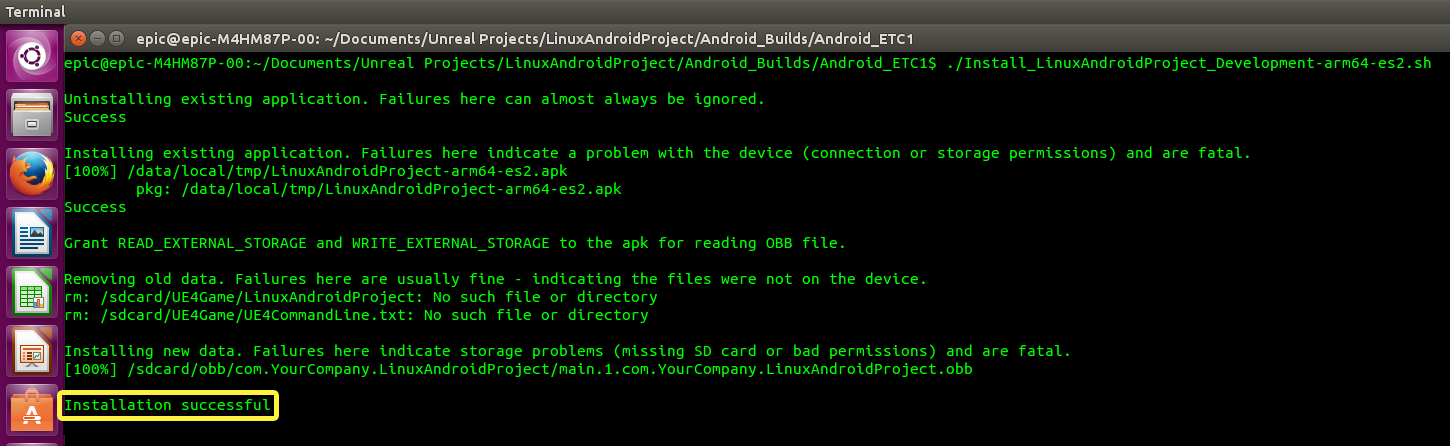 Terminal
epic@epic-M4HM87P-00: ~/Documents/Unreal Projects/LinuxAndroidProject/Android_Builds/Android_ETC1
epic@epic-M4HM87P-00:~/Documents/Unreal Projects/LinuxAndroidProject/Android_Builds/Android_ETC1$ ./Install_LinuxAndroidProject_Development-arm64-es2.sh
Uninstalling existing application. Failures here can almost always be ignored.
Success
Installing existing application. Failures here indicate a problem with the device (connection or storage permissions) and are fatal.
[100%] /data/local/tmp/LinuxAndroidProject-arm64-es2.apk
pkg: /data/local/tmp/LinuxAndroidProject-arm64-es2.apk
Success
Grant READ_EXTERNAL_STORAGE and WRITE_EXTERNAL_STORAGE to the apk for reading OBB file.
Removing old data. Failures here are usually fine - indicating the files were not on the device.
rm: /sdcard/UE4Game/LinuxAndroidProject: No such file or directory
rm: /sdcard/UE4Game/UE4CommandLine.txt: No such file or directory
Installing new data. Failures here indicate storage problems (missing SD card or bad permissions) and are fatal.
[100%] /sdcard/obb/com.YourCompany.LinuxAndroidProject/main.1.com.YourCompany.LinuxAndroidProject.obb
Installation successful